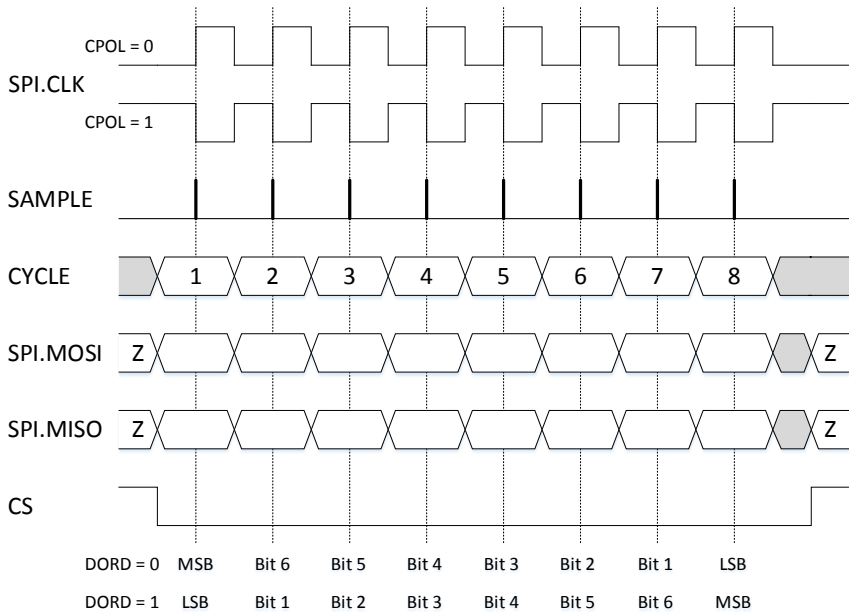 CPOL = 0
SPI.CLK
CPOL = 1
SAMPLE
CYCLE 1 2 3 4 5 6 7 8
SPI.MOSI Z Z
SPI.MISO Z Z
CS
DORD = 0 MSB Bit 6 Bit 5 Bit 4 Bit 3 Bit 2 Bit 1 LSB
DORD = 1 LSB Bit 1 Bit 2 Bit 3 Bit 4 Bit 5 Bit 6 MSB